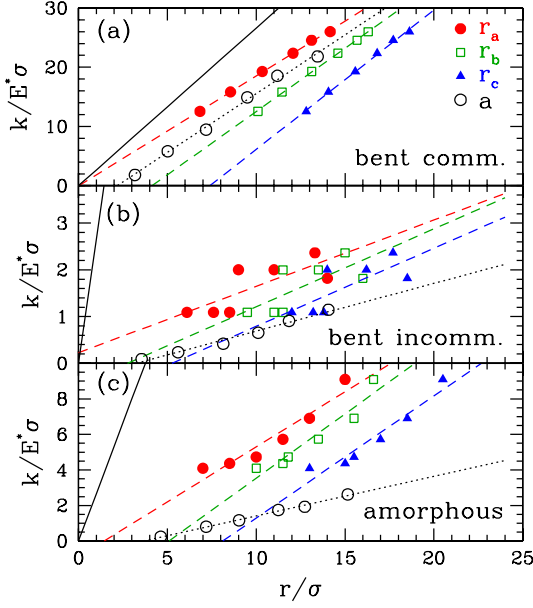 30
20
10
0
k/E*σ
(a)
r_a
r_b
r_c
a
bent comm.
3
2
1
0
k/E*σ
(b)
bent incomm.
8
6
4
2
0
k/E*σ
(c)
amorphous
0 5 10 15 20 25
r/σ